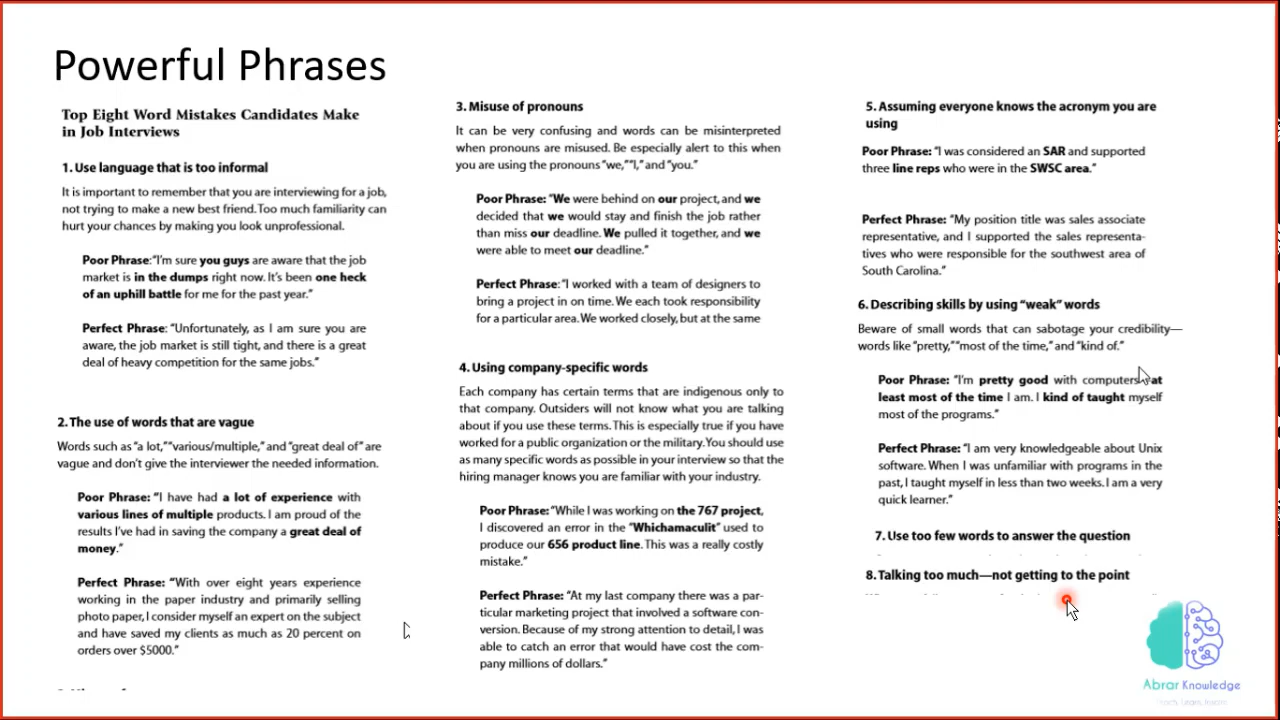 Powerful Phrases
Top Eight Word Mistakes Candidates Make
in Job Interviews
1. Use language that is too informal
It is important to remember that you are interviewing for a job,
not trying to make a new best friend. Too much familiarity can
hurt your chances by making you look unprofessional.
Poor Phrase: “I’m sure you guys are aware that the job
market is in the dumps right now. It’s been one heck
of an uphill battle for me for the past year.”
Perfect Phrase: “Unfortunately, as I am sure you are
aware, the job market is still tight, and there is a great
deal of heavy competition for the same jobs.”
2. The use of words that are vague
Words such as “a lot,” “various/multiple,” and “great deal of” are
vague and don’t give the interviewer the needed information.
Poor Phrase: “I have had a lot of experience with
various lines of multiple products. I am proud of the
results I’ve had in saving the company a great deal of
money.”
Perfect Phrase: “With over eight years experience
working in the paper industry and primarily selling
photo paper, I consider myself an expert on the subject
and have saved my clients as much as 20 percent on
orders over $5000.”
3. Misuse of pronouns
It can be very confusing and words can be misinterpreted
when pronouns are misused. Be especially alert to this when
you are using the pronouns “we,” “I,” and “you.”
Poor Phrase: “We were behind on our project, and we
decided that we would stay and finish the job rather
than miss our deadline. We pulled it together, and we
were able to meet our deadline.”
Perfect Phrase: “I worked with a team of designers to
bring a project in on time. We each took responsibility
for a particular area. We worked closely, but at the same
4. Using company-specific words
Each company has certain terms that are indigenous only to
that company. Outsiders will not know what you are talking
about if you use these terms. This is especially true if you have
worked for a public organization or the military. You should use
as many specific words as possible in your interview so that the
hiring manager knows you are familiar with your industry.
Poor Phrase: “While I was working on the 767 project,
I discovered an error in the “Whichamaculit” used to
produce our 656 product line. This was a really costly
mistake.”
Perfect Phrase: “At my last company there was a par-
ticular marketing project that involved a software con-
version. Because of my strong attention to detail, I was
able to catch an error that would have cost the com-
pany millions of dollars.”
5. Assuming everyone knows the acronym you are
using
Poor Phrase: “I was considered an SAR and supported
three line reps who were in the SWSC area.”
Perfect Phrase: “My position title was sales associate
representative, and I supported the sales representa-
tives who were responsible for the southwest area of
South Carolina.”
6. Describing skills by using “weak” words
Beware of small words that can sabotage your credibility—
words like “pretty,” “most of the time,” and “kind of.”
Poor Phrase: “I’m pretty good with computers at
least most of the time I am. I kind of taught myself
most of the programs.”
Perfect Phrase: “I am very knowledgeable about Unix
software. When I was unfamiliar with programs in the
past, I taught myself in less than two weeks. I am a very
quick learner.”
7. Use too few words to answer the question
8. Talking too much—not getting to the point
Abrar Knowledge